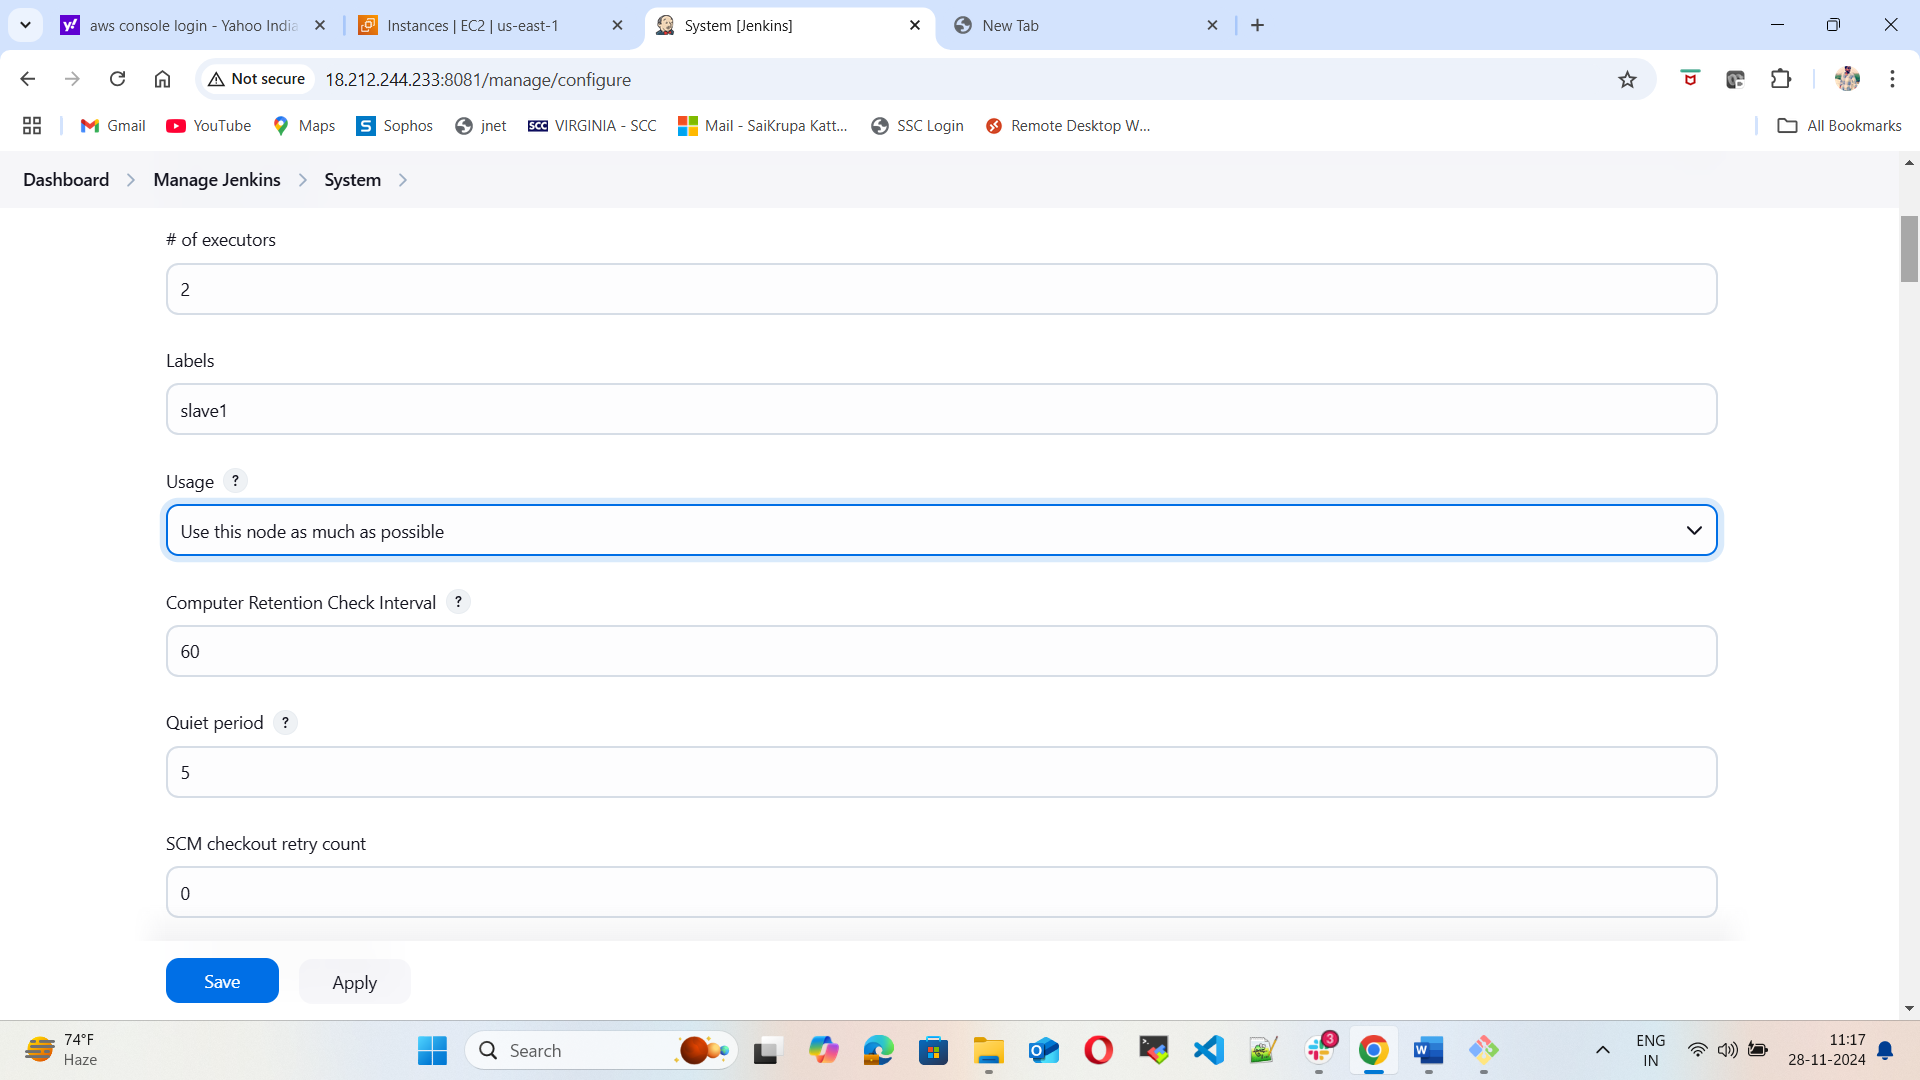 aws console login - Yahoo India
Instances | EC2 | us-east-1
System [Jenkins]
New Tab
Not secure
18.212.244.233:8081/manage/configure
Gmail
YouTube
Maps
Sophos
jnet
SCC VIRGINIA - SCC
Mail - SaiKrupa Katt...
SSC Login
Remote Desktop W...
All Bookmarks
Dashboard
Manage Jenkins
System
# of executors
2
Labels
slave1
Usage ?
Use this node as much as possible
Computer Retention Check Interval ?
60
Quiet period ?
5
SCM checkout retry count
0
Save
Apply
74°F
Haze
Search
3
ENG
IN
11:17
28-11-2024